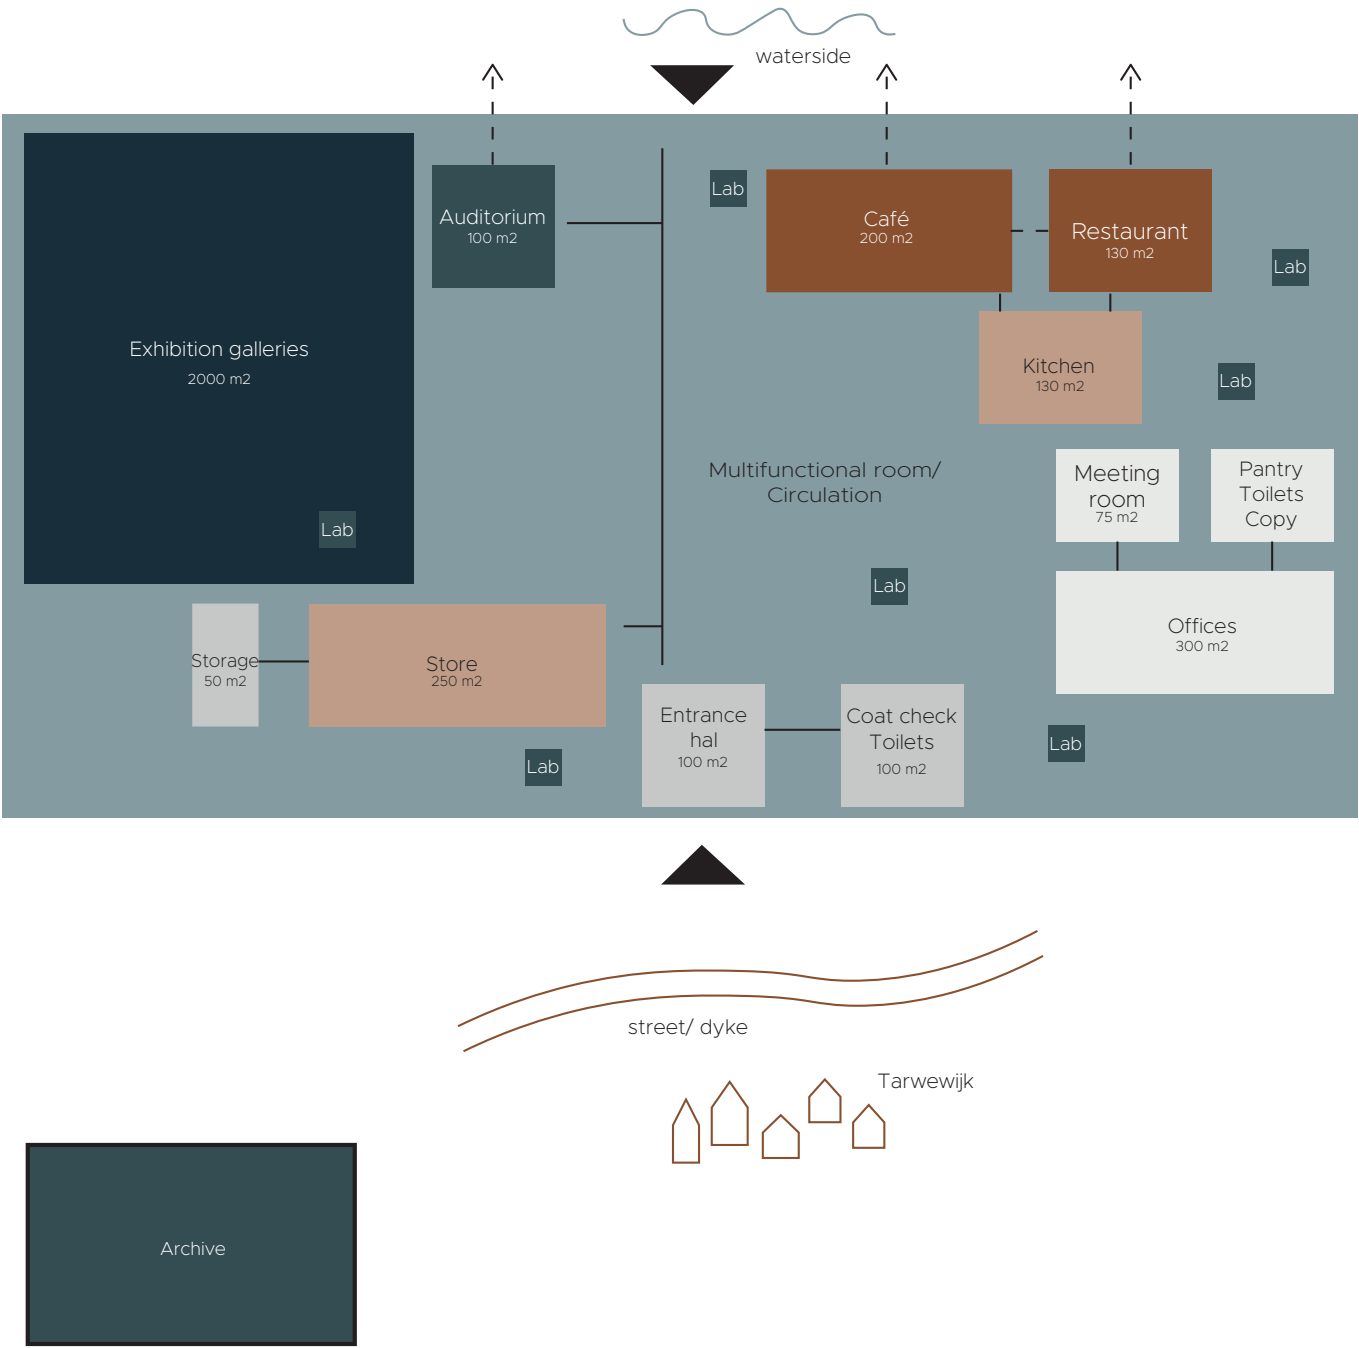 waterside
Lab
Auditorium
100 m2
Café
200 m2
Restaurant
130 m2
Lab
Exhibition galleries
2000 m2
Kitchen
130 m2
Lab
Multifunctional room/
Circulation
Meeting
room
75 m2
Pantry
Toilets
Copy
Lab
Lab
Offices
300 m2
Storage
50 m2
Store
250 m2
Entrance
hal
100 m2
Coat check
Toilets
100 m2
Lab
Lab
street/ dyke
Tarwewijk
Archive